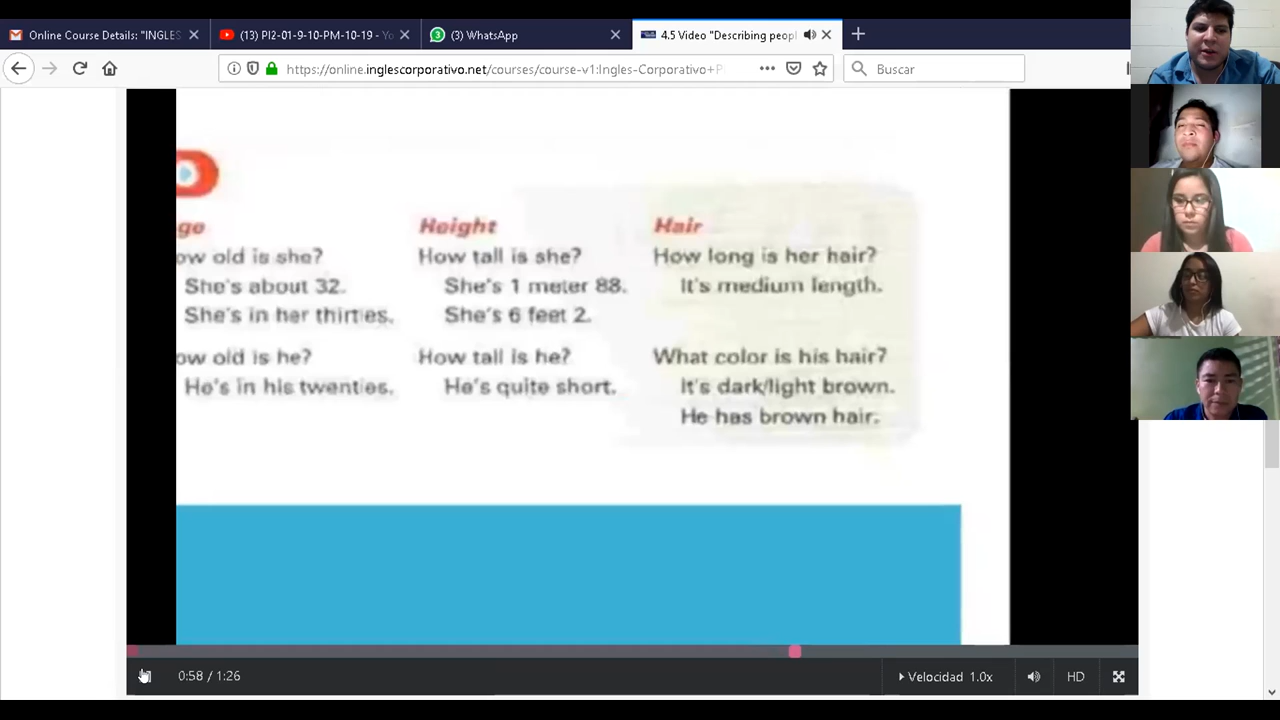 Online Course Details: "INGLES
(13) PI2-01-9-10-PM-10-19 - Yo
(3) WhatsApp
4.5 Video "Describing peopl
https://online.inglescorporativo.net/courses/course-v1:Ingles-Corporativo+P
Buscar
ge
ow old is she?
She's about 32.
She's in her thirties.
ow old is he?
He's in his twenties.
Height
How tall is she?
She's 1 meter 88.
She's 6 feet 2.
How tall is he?
He's quite short.
Hair
How long is her hair?
It's medium length.
What color is his hair?
It's dark/light brown.
He has brown hair.
0:58 / 1:26
Velocidad 1.0x
HD